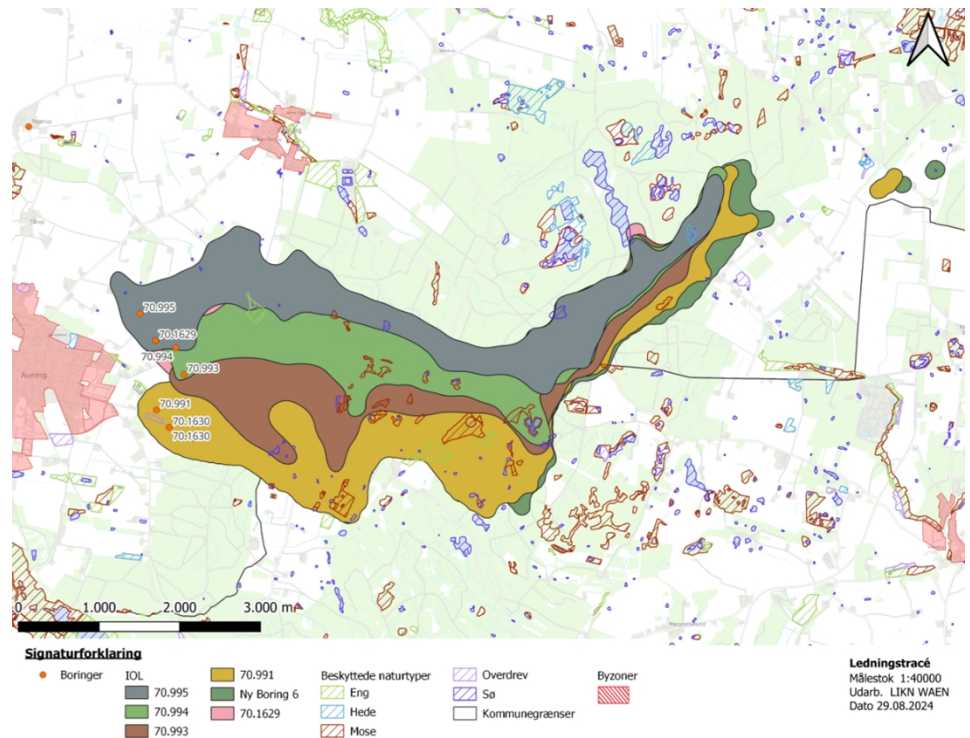 70.995
70.1629
70.994
70.993
70.991
70.1630
70.1630
Auning
0 1.000 2.000 3.000 m
Signaturforklaring
Boringer
IOL
70.995
70.994
70.993
70.991
Ny Boring 6
70.1629
Beskyttede naturtyper
Eng
Hede
Mose
Overdrev
Sø
Kommunegrænser
Byzoner
Ledningstracé
Målestok 1:40000
Udarb. LIKN WAEN
Dato 29.08.2024